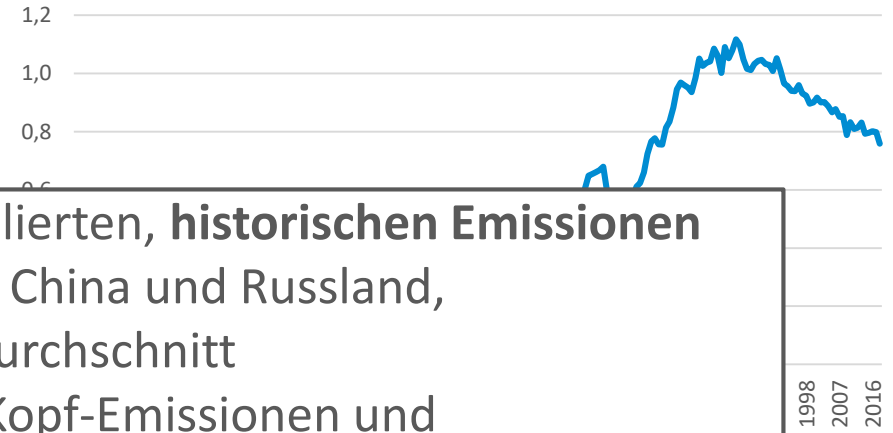 1,2
1,0
0,8
lierten, historischen Emissionen
China und Russland,
urchschnitt
Kopf-Emissionen und
1998
2007
2016